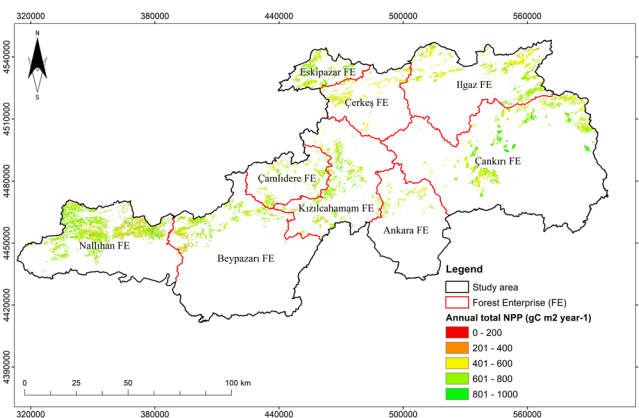 320000 380000 440000 500000 560000
4540000
4510000
4480000
4450000
4420000
4390000
N
S
Eskipazar FE
Ilgaz FE
Çerkeş FE
Çankırı FE
Çamlıdere FE
Kızılcahamam FE
Ankara FE
Nallıhan FE
Beypazarı FE
Legend
Study area
Forest Enterprise (FE)
Annual total NPP (gC m2 year-1)
0 - 200
201 - 400
401 - 600
601 - 800
801 - 1000
0 25 50 100 km
320000 380000 440000 500000 560000